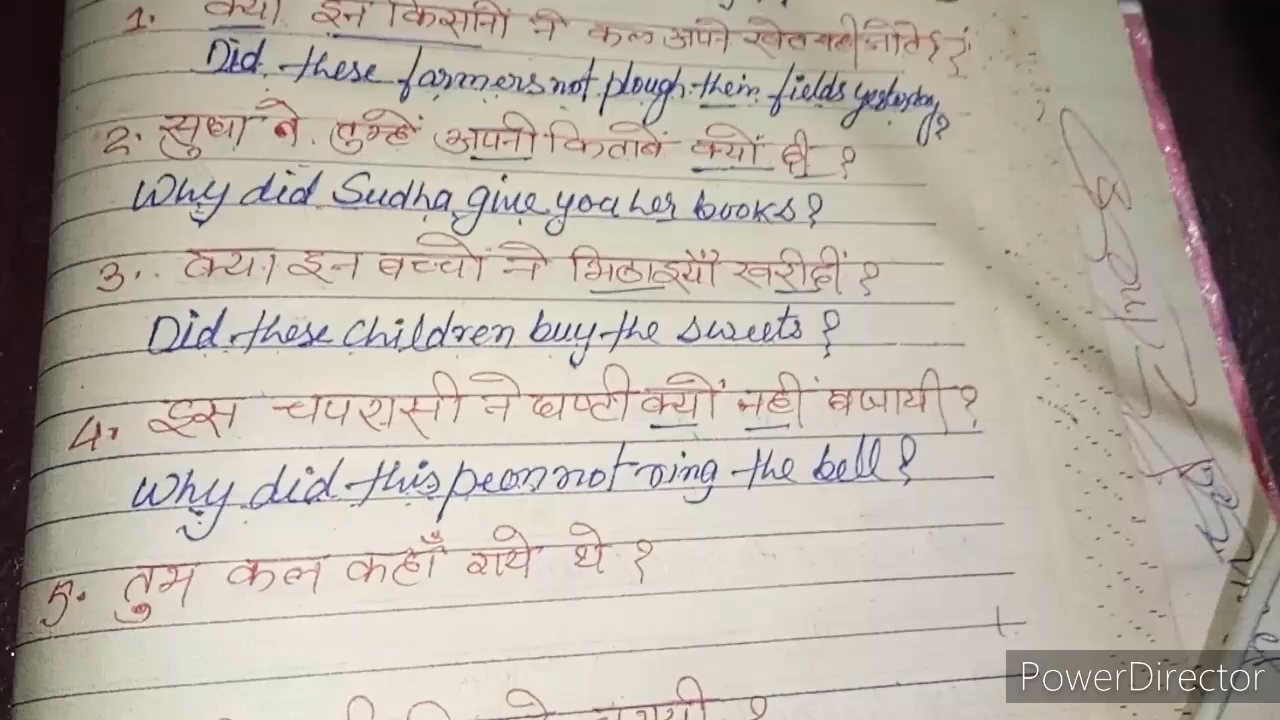 1. क्या इन किसानों ने कल अपने खेत नहीं जोते?
Did these farmers not plough their fields yesterday?
2. सुधा ने तुम्हें अपनी किताबें क्यों दी ?
Why did Sudha give you her books?
3. क्या इन बच्चों ने मिठाइयाँ खरीदीं ?
Did these children buy the sweets?
4. इस चपरासी ने घण्टी क्यों नहीं बजायी ?
Why did this peon not ring the bell?
5. तुम कल कहाँ गये थे ?
PowerDirector